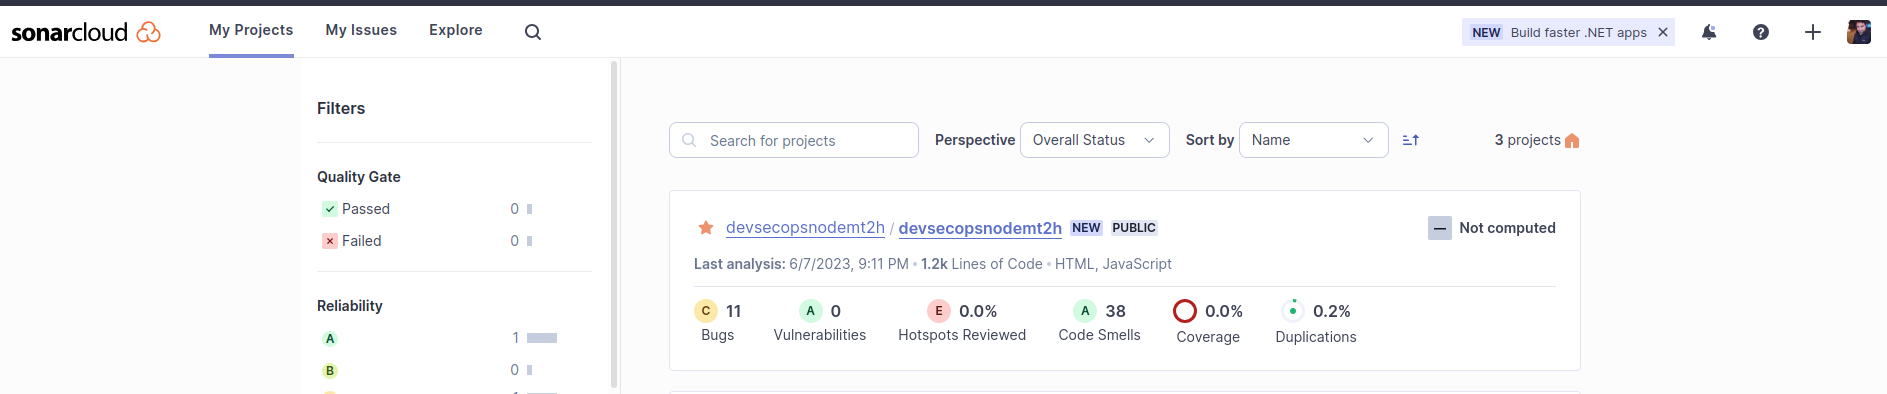 sonarcloud My Projects My Issues Explore NEW Build faster .NET apps
Filters
Quality Gate
Passed 0
Failed 0
Reliability
A 1
B 0
Search for projects Perspective Overall Status Sort by Name 3 projects
devsecopsnodemt2h / devsecopsnodemt2h NEW PUBLIC Not computed
Last analysis: 6/7/2023, 9:11 PM • 1.2k Lines of Code • HTML, JavaScript
C 11 A 0 E 0.0% A 38 0.0% 0.2%
Bugs Vulnerabilities Hotspots Reviewed Code Smells Coverage Duplications